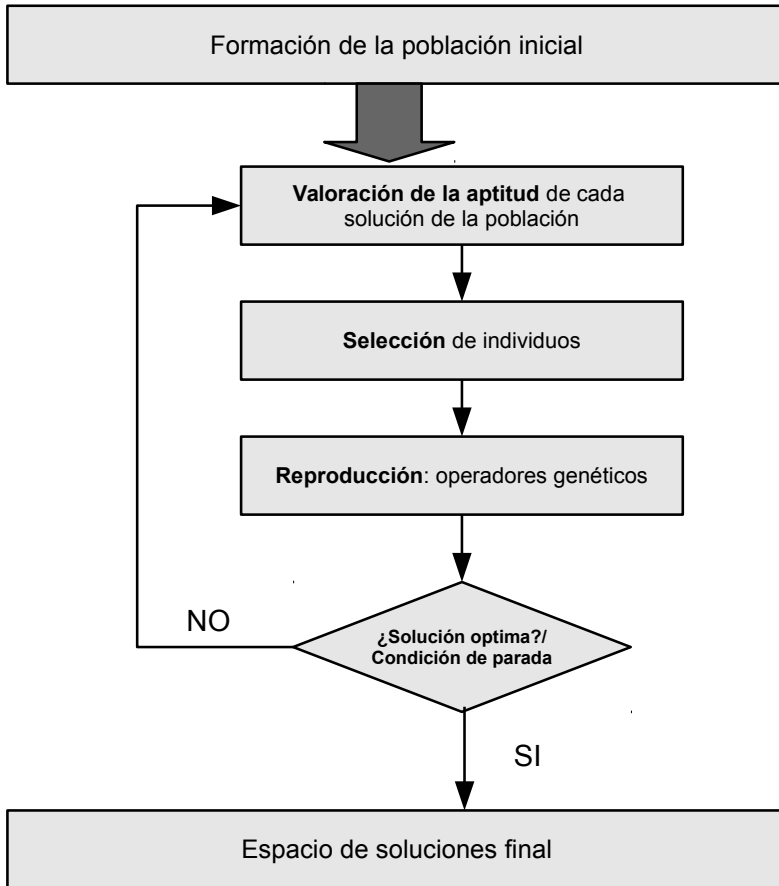 Formación de la población inicial
Valoración de la aptitud de cada
solución de la población
Selección de individuos
Reproducción: operadores genéticos
¿Solución optima?/
Condición de parada
NO
SI
Espacio de soluciones final